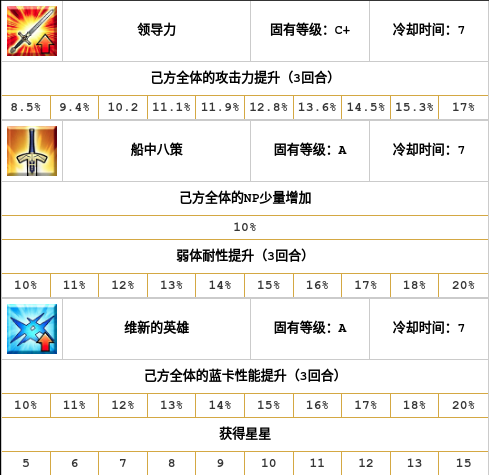 领导力 固有等级：C+ 冷却时间：7
己方全体的攻击力提升（3回合）
8.5% 9.4% 10.2 11.1% 11.9% 12.8% 13.6% 14.5% 15.3% 17%
船中八策 固有等级：A 冷却时间：7
己方全体的NP少量增加
10%
弱体耐性提升（3回合）
10% 11% 12% 13% 14% 15% 16% 17% 18% 20%
维新的英雄 固有等级：A 冷却时间：7
己方全体的蓝卡性能提升（3回合）
10% 11% 12% 13% 14% 15% 16% 17% 18% 20%
获得星星
5 6 7 8 9 10 11 12 13 15